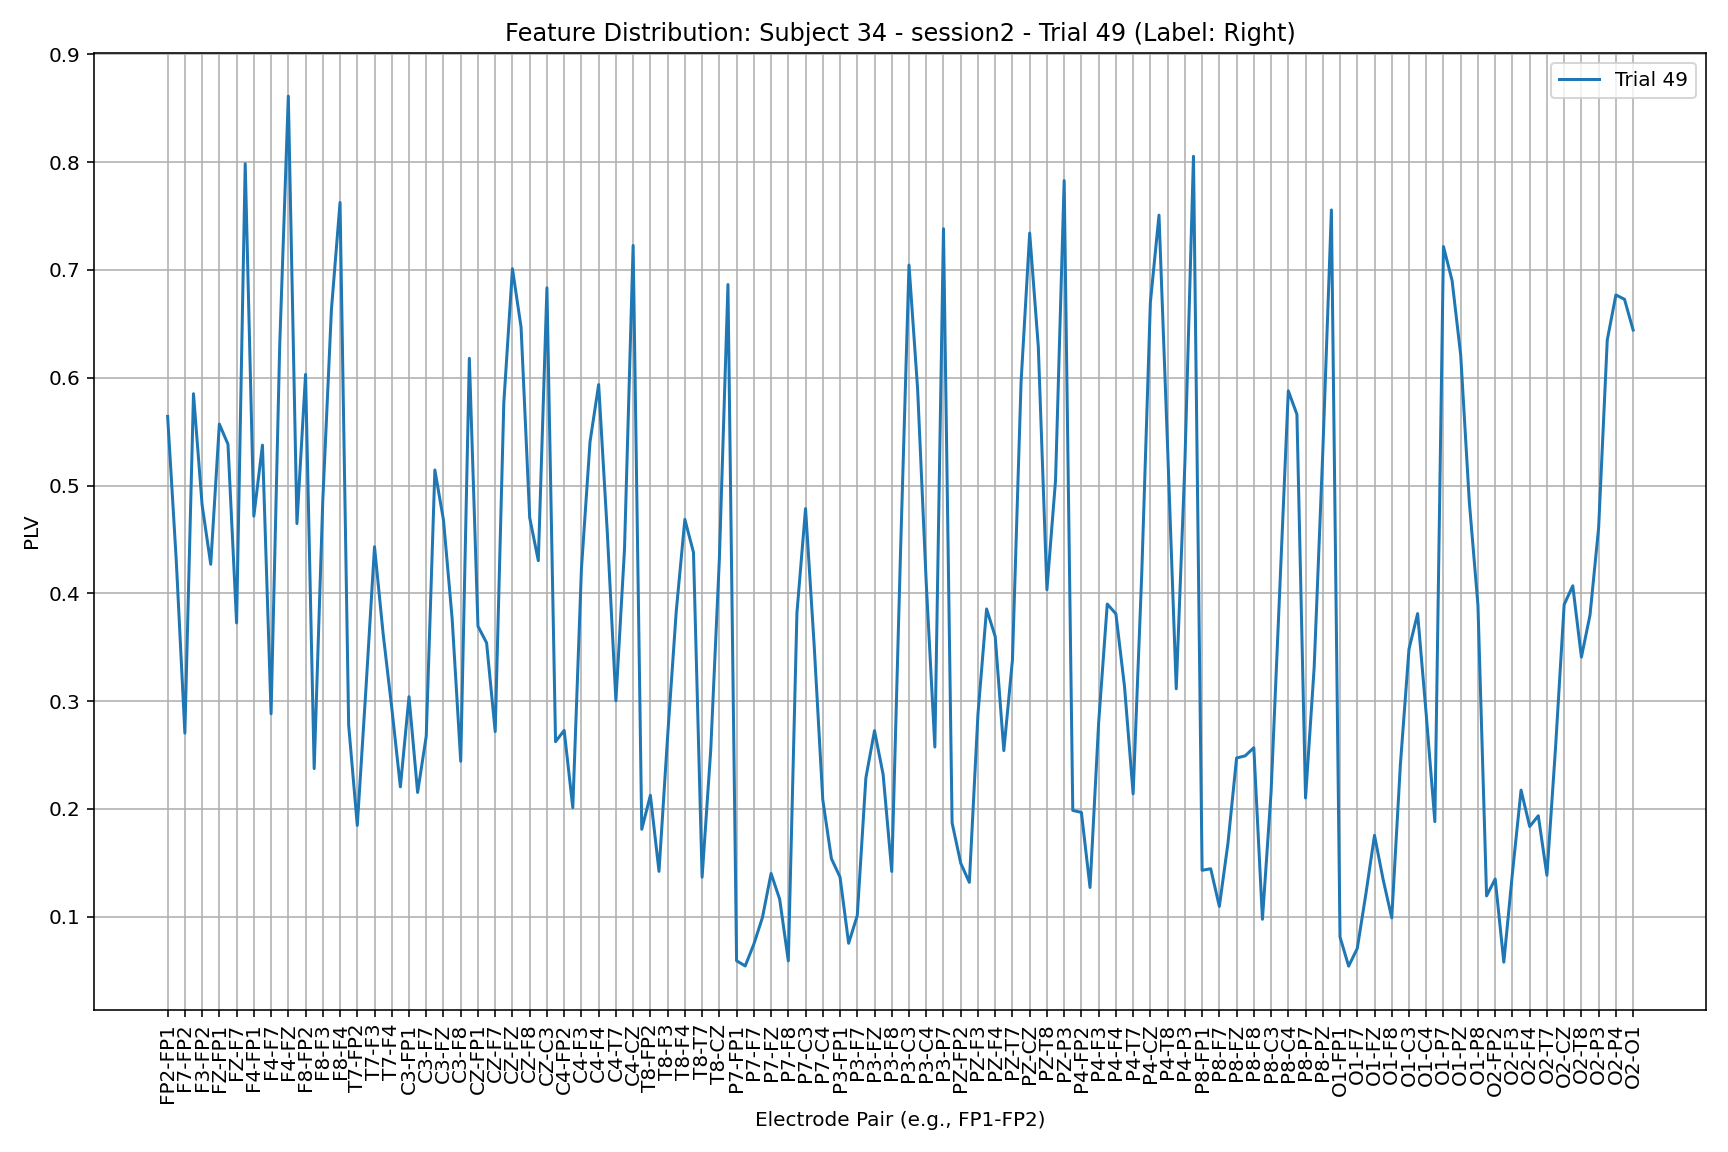 Feature Distribution: Subject 34 - session2 - Trial 49 (Label: Right)
Trial 49
PLV
0.9
0.8
0.7
0.6
0.5
0.4
0.3
0.2
0.1
FP2-FP1
F7-FP2
F3-FP2
FZ-FP1
FZ-F7
F4-FP1
F4-F7
F4-FZ
F8-FP2
F8-F3
F8-F4
T7-FP2
T7-F3
T7-F4
C3-FP1
C3-F7
C3-FZ
C3-F8
CZ-FP1
CZ-F7
CZ-FZ
CZ-F8
CZ-C3
C4-FP2
C4-F3
C4-F4
C4-T7
C4-CZ
T8-FP2
T8-F3
T8-F4
T8-T7
T8-CZ
P7-FP1
P7-F7
P7-FZ
P7-F8
P7-C3
P7-C4
P3-FP1
P3-F7
P3-FZ
P3-F8
P3-C3
P3-C4
P3-P7
PZ-FP2
PZ-F3
PZ-F4
PZ-T7
PZ-CZ
PZ-T8
PZ-P3
P4-FP2
P4-F3
P4-F4
P4-T7
P4-CZ
P4-T8
P4-P3
P8-FP1
P8-F7
P8-FZ
P8-F8
P8-C3
P8-C4
P8-P7
P8-PZ
O1-FP1
O1-F7
O1-FZ
O1-F8
O1-C3
O1-C4
O1-P7
O1-PZ
O1-P8
O2-FP2
O2-F3
O2-F4
O2-T7
O2-CZ
O2-T8
O2-P3
O2-P4
O2-O1
Electrode Pair (e.g., FP1-FP2)